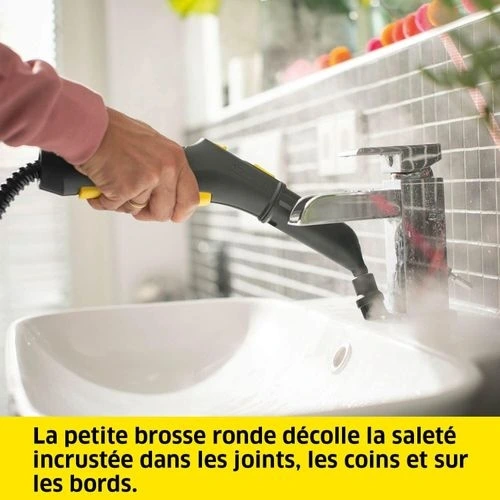 La petite brosse ronde décolle la saleté
incrustée dans les joints, les coins et sur
les bords.